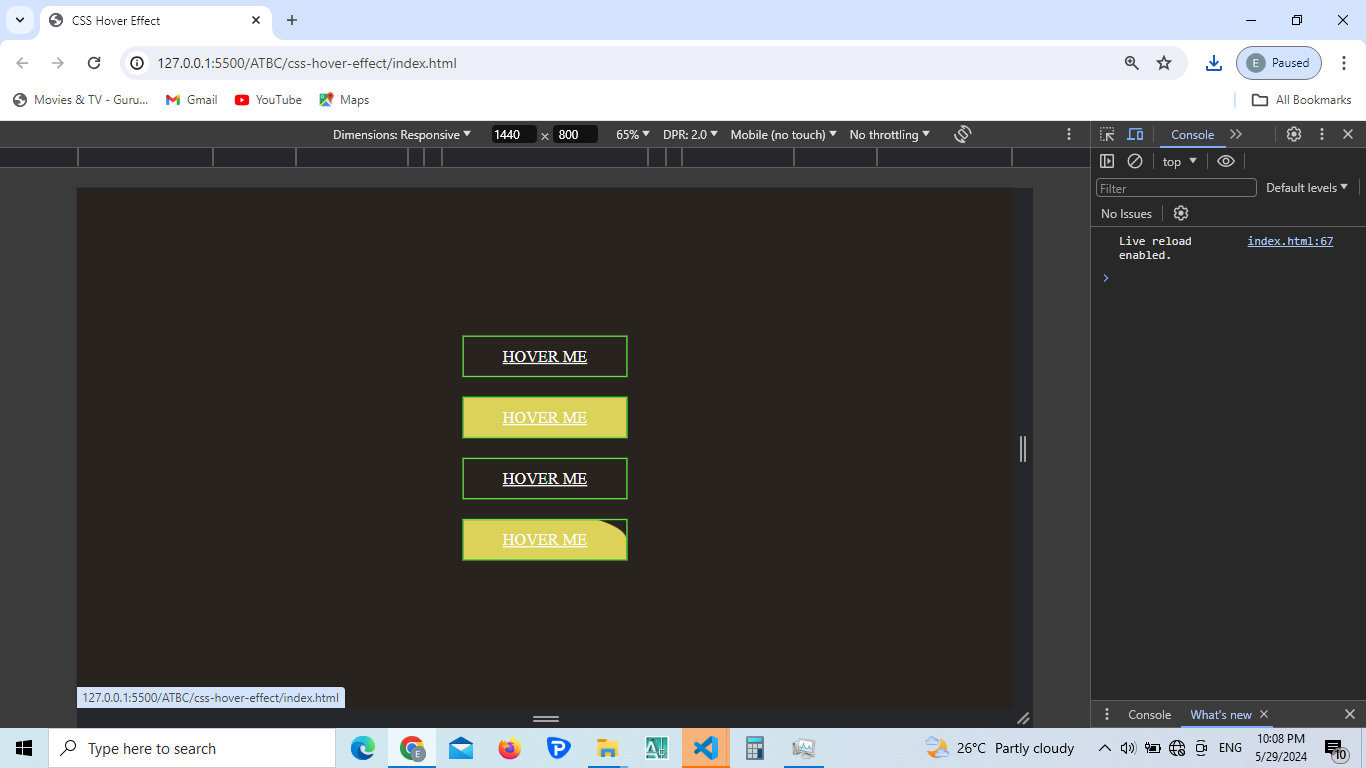 CSS Hover Effect
127.0.0.1:5500/ATBC/css-hover-effect/index.html
E Paused
Movies & TV - Guru...
Gmail
YouTube
Maps
All Bookmarks
Dimensions: Responsive 1440 x 800 65% DPR: 2.0 Mobile (no touch) No throttling
Console
top
Filter
Default levels
No Issues
Live reload enabled.
index.html:67
HOVER ME
HOVER ME
HOVER ME
HOVER ME
127.0.0.1:5500/ATBC/css-hover-effect/index.html
Console What's new
Type here to search
26°C Partly cloudy
ENG
10:08 PM
5/29/2024
10